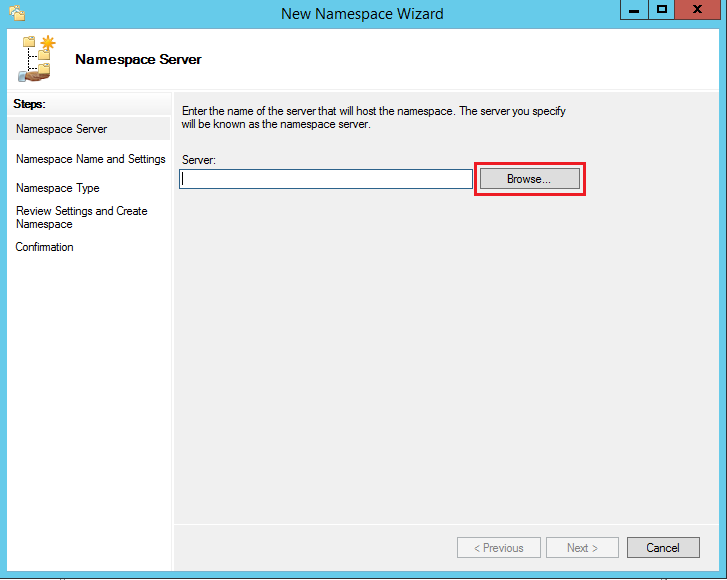 New Namespace Wizard
Namespace Server
Steps:
Namespace Server
Namespace Name and Settings
Namespace Type
Review Settings and Create
Namespace
Confirmation
Enter the name of the server that will host the namespace. The server you specify
will be known as the namespace server.
Server:
Browse...
< Previous
Next >
Cancel